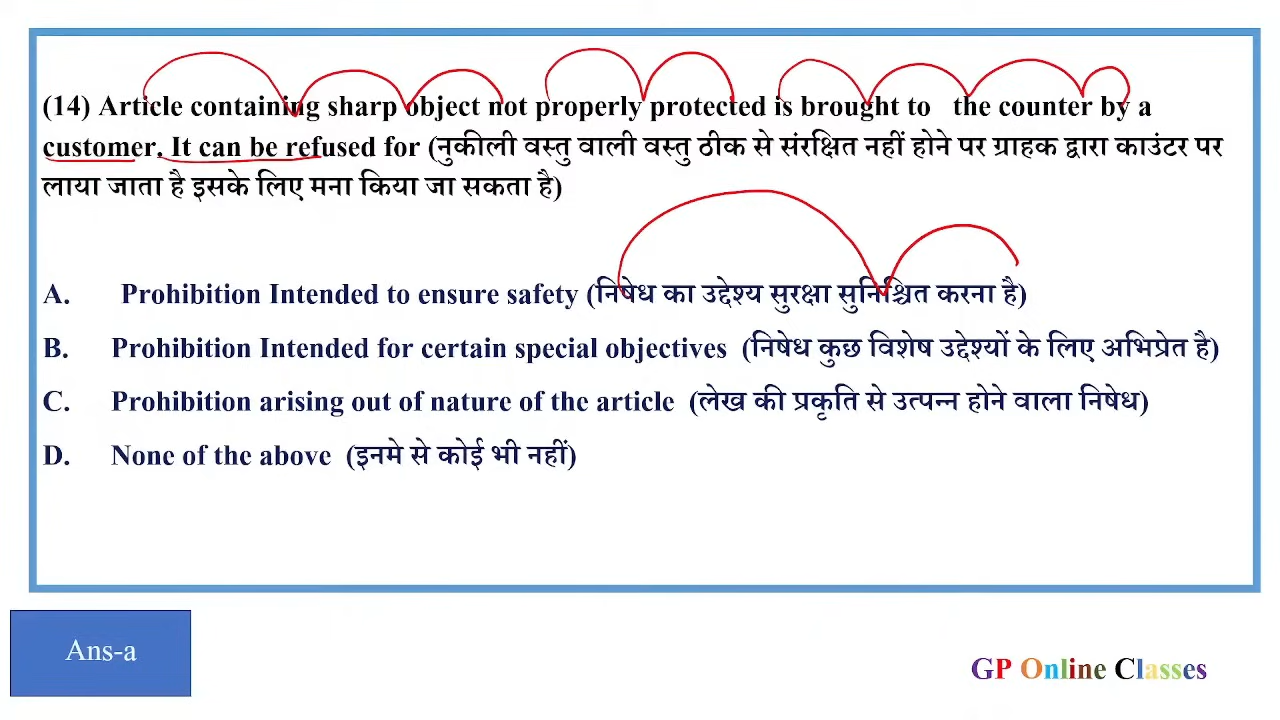 (14) Article containing sharp object not properly protected is brought to the counter by a
customer. It can be refused for (नुकीली वस्तु वाली वस्तु ठीक से संरक्षित नहीं होने पर ग्राहक द्वारा काउंटर पर
लाया जाता है इसके लिए मना किया जा सकता है)
A. Prohibition Intended to ensure safety (निषेध का उद्देश्य सुरक्षा सुनिश्चित करना है)
B. Prohibition Intended for certain special objectives (निषेध कुछ विशेष उद्देश्यों के लिए अभिप्रेत है)
C. Prohibition arising out of nature of the article (लेख की प्रकृति से उत्पन्न होने वाला निषेध)
D. None of the above (इनमे से कोई भी नहीं)
Ans-a
GP Online Classes